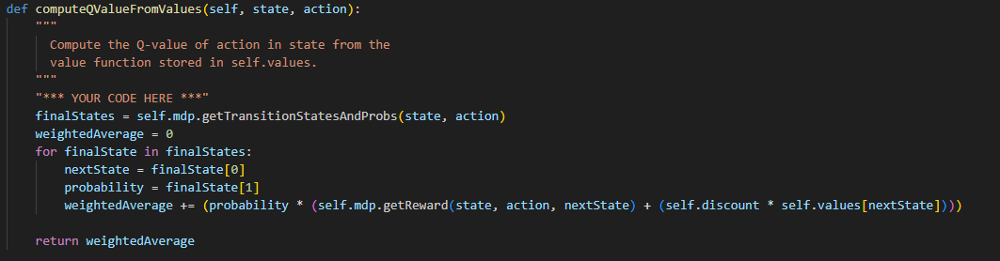 def computeQValueFromValues(self, state, action):
"""
Compute the Q-value of action in state from the
value function stored in self.values.
"""
"*** YOUR CODE HERE ***"
finalStates = self.mdp.getTransitionStatesAndProbs(state, action)
weightedAverage = 0
for finalState in finalStates:
nextState = finalState[0]
probability = finalState[1]
weightedAverage += (probability * (self.mdp.getReward(state, action, nextState) + (self.discount * self.values[nextState])))
return weightedAverage